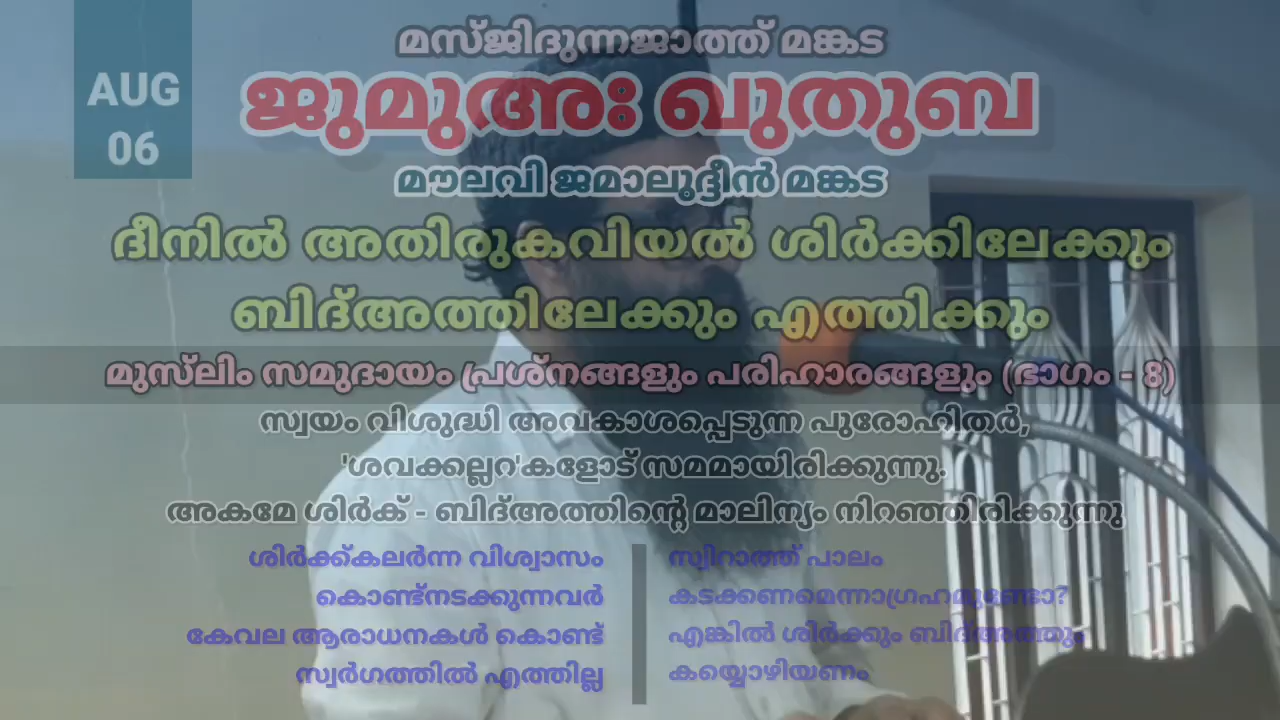 AUG
06
മസ്ജിദുന്നജാത്ത് മങ്കട
ജുമുഅഃ ഖുതുബ
മൗലവി ജമാലുദ്ദീൻ മങ്കട
ദീനിൽ അതിരുകവിയൽ ശിർക്കിലേക്കും
ബിദ്അത്തിലേക്കും എത്തിക്കും
മുസ്‌ലിം സമുദായം പ്രശ്നങ്ങളും പരിഹാരങ്ങളും (ഭാഗം - 8)
സ്വയം വിശുദ്ധി അവകാശപ്പെടുന്ന പുരോഹിതർ,
'ശവക്കല്ലറ'കളോട് സമമായിരിക്കുന്നു.
അകമേ ശിർക് - ബിദ്അത്തിന്റെ മാലിന്യം നിറഞ്ഞിരിക്കുന്നു
ശിർക്ക്കലർന്ന വിശ്വാസം
കൊണ്ട്നടക്കുന്നവർ
കേവല ആരാധനകൾ കൊണ്ട്
സ്വർഗത്തിൽ എത്തില്ല
സ്വിറാത്ത് പാലം
കടക്കണമെന്നാഗ്രഹമുണ്ടോ?
എങ്കിൽ ശിർക്കും ബിദ്അത്തും
കയ്യൊഴിയണം